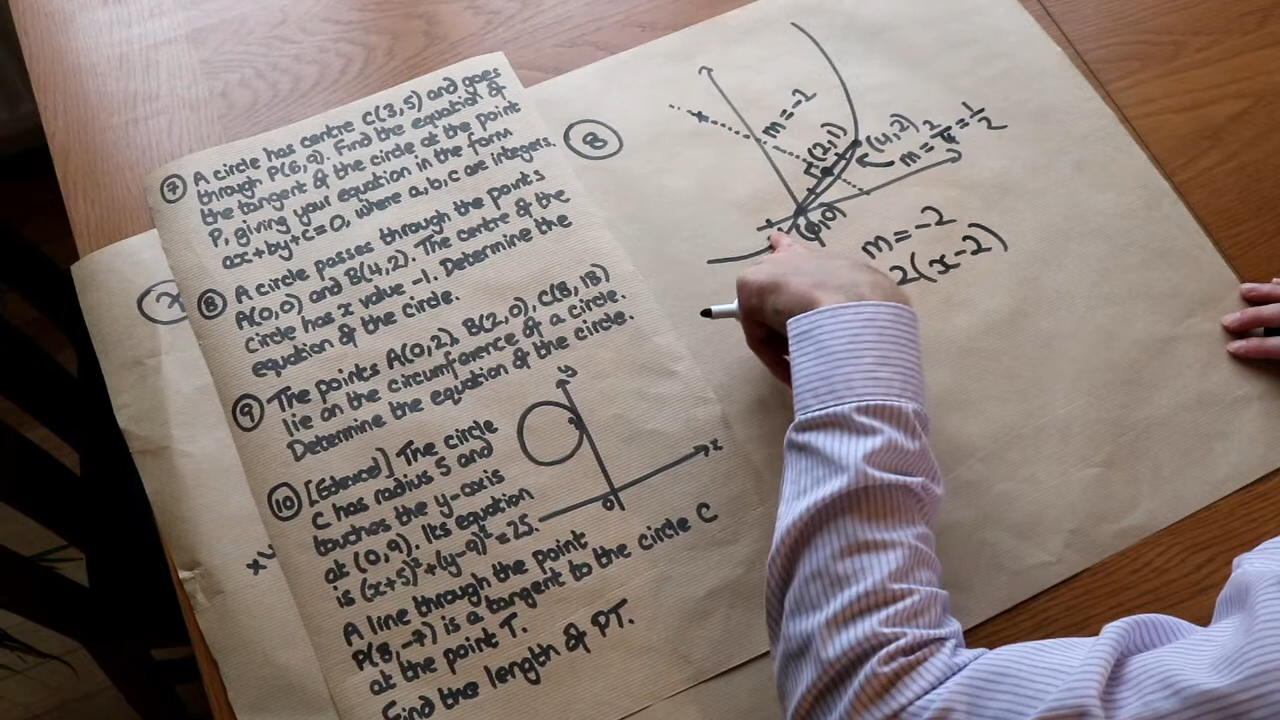 ⑦ A circle has centre C(3,5) and goes
through P(6,9). Find the equation of
the tangent of the circle at the point
P, giving your equation in the form
ax+by+c=0, where a,b,c are integers.
⑧ A circle passes through the points
A(0,0) and B(4,2). The centre of the
circle has x value -1. Determine the
equation of the circle.
⑨ The points A(0,2), B(2,0), C(8,18)
lie on the circumference of a circle.
Determine the equation of the circle.
⑩ [Edexcel] The circle
C has radius 5 and
touches the y-axis
at (0,9). Its equation
is (x+5)²+(y-9)²=25.
A line through the point
P(8,-7) is a tangent to the circle C
at the point T.
Find the length of PT.
y
x
0
7
x
⑧
m=-2
(2,1)
(4,2)
m=2/4=1/2
(0,0)
m=-2
2(x-2)